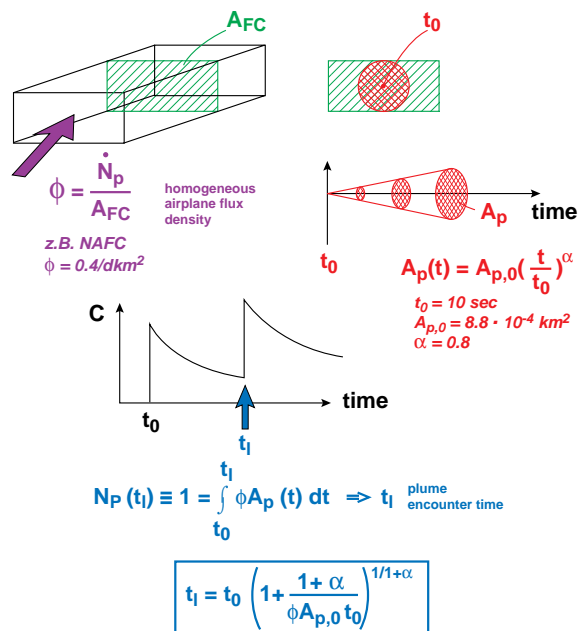 A_FC
t_0
ϕ = Ṅ_p / A_FC
homogeneous
airplane flux
density
z.B. NAFC
ϕ = 0.4/dkm²
A_p
time
t_0
A_p(t) = A_p,0(t/t_0)^α
t_0 = 10 sec
A_p,0 = 8.8 · 10⁻⁴ km²
α = 0.8
C
t_0
time
t_I
N_P (t_I) ≡ 1 = ∫_{t_0}^{t_I} ϕA_p (t) dt => t_I
plume
encounter time
t_I = t_0 (1+ (1+ α)/(ϕA_p,0 t_0))^{1/1+α}